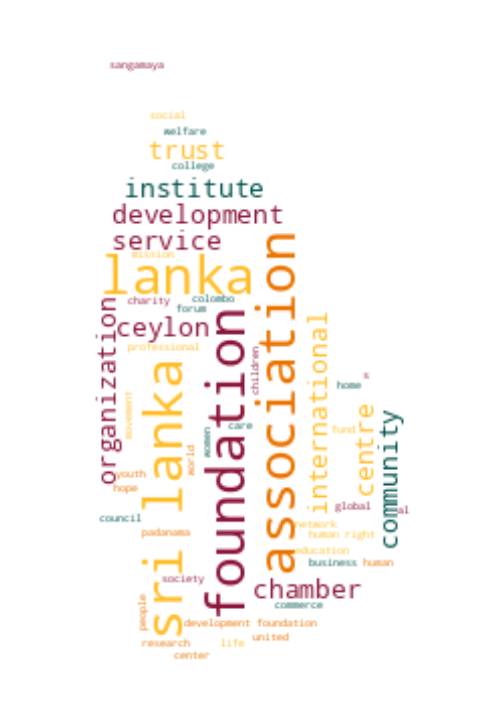 sangamaya
social
welfare
trust
college
institute
development
service
mission
lanka
association
organization
charity
colombo
forum
foundation
ceylon
international
professional
children
sri lanka
s
home
movement
centre
community
care
women
fund
world
youth
hope
global
al
council
network
padanama
human right
education
business
human
society
chamber
people
commerce
development foundation
united
research
life
center